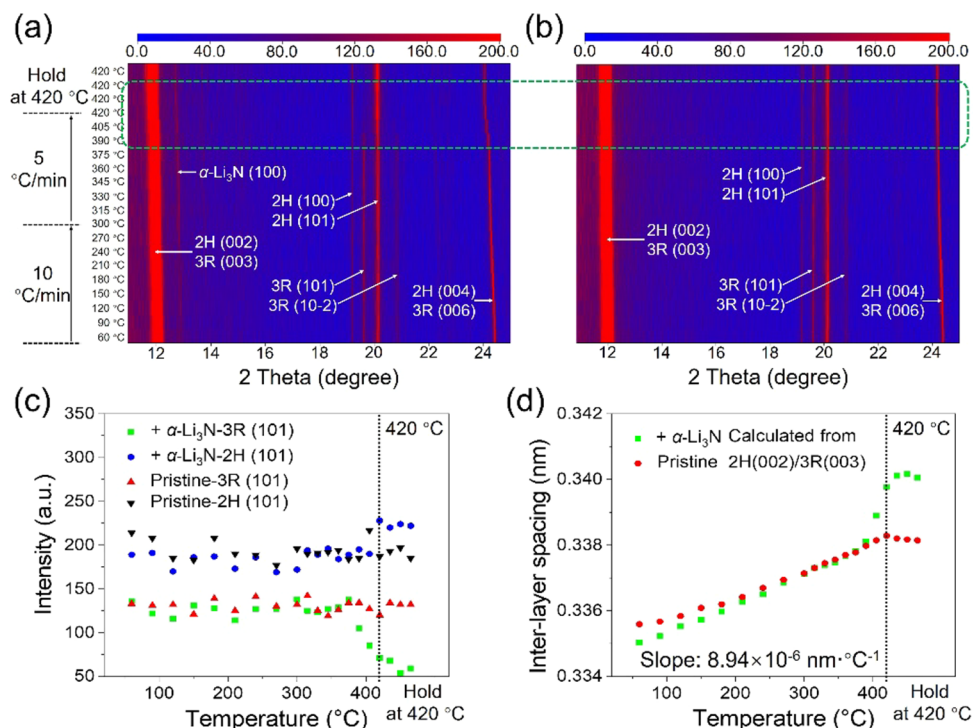 (a)
0.0 40.0 80.0 120.0 160.0 200.0
(b)
0.0 40.0 80.0 120.0 160.0 200.0
Hold
at 420 °C
5
°C/min
10
°C/min
420 °C
420 °C
420 °C
420 °C
405 °C
390 °C
375 °C
360 °C
345 °C
330 °C
315 °C
300 °C
270 °C
240 °C
210 °C
180 °C
150 °C
120 °C
90 °C
60 °C
α-Li₃N (100)
2H (100)
2H (101)
2H (002)
3R (003)
3R (101)
3R (10-2)
2H (004)
3R (006)
12 14 16 18 20 22 24
2 Theta (degree)
2H (100)
2H (101)
2H (002)
3R (003)
3R (101)
3R (10-2)
2H (004)
3R (006)
12 14 16 18 20 22 24
2 Theta (degree)
(c)
350
300
250
200
150
100
50
Intensity (a.u.)
+ α-Li₃N-3R (101)
+ α-Li₃N-2H (101)
Pristine-3R (101)
Pristine-2H (101)
420 °C
0 100 200 300 400 Hold
Temperature (°C) at 420 °C
(d)
0.342
0.340
0.338
0.336
0.334
Inter-layer spacing (nm)
+ α-Li₃N Calculated from
Pristine 2H(002)/3R(003)
420 °C
Slope: 8.94×10⁻⁶ nm·°C⁻¹
0 100 200 300 400 Hold
Temperature (°C) at 420 °C